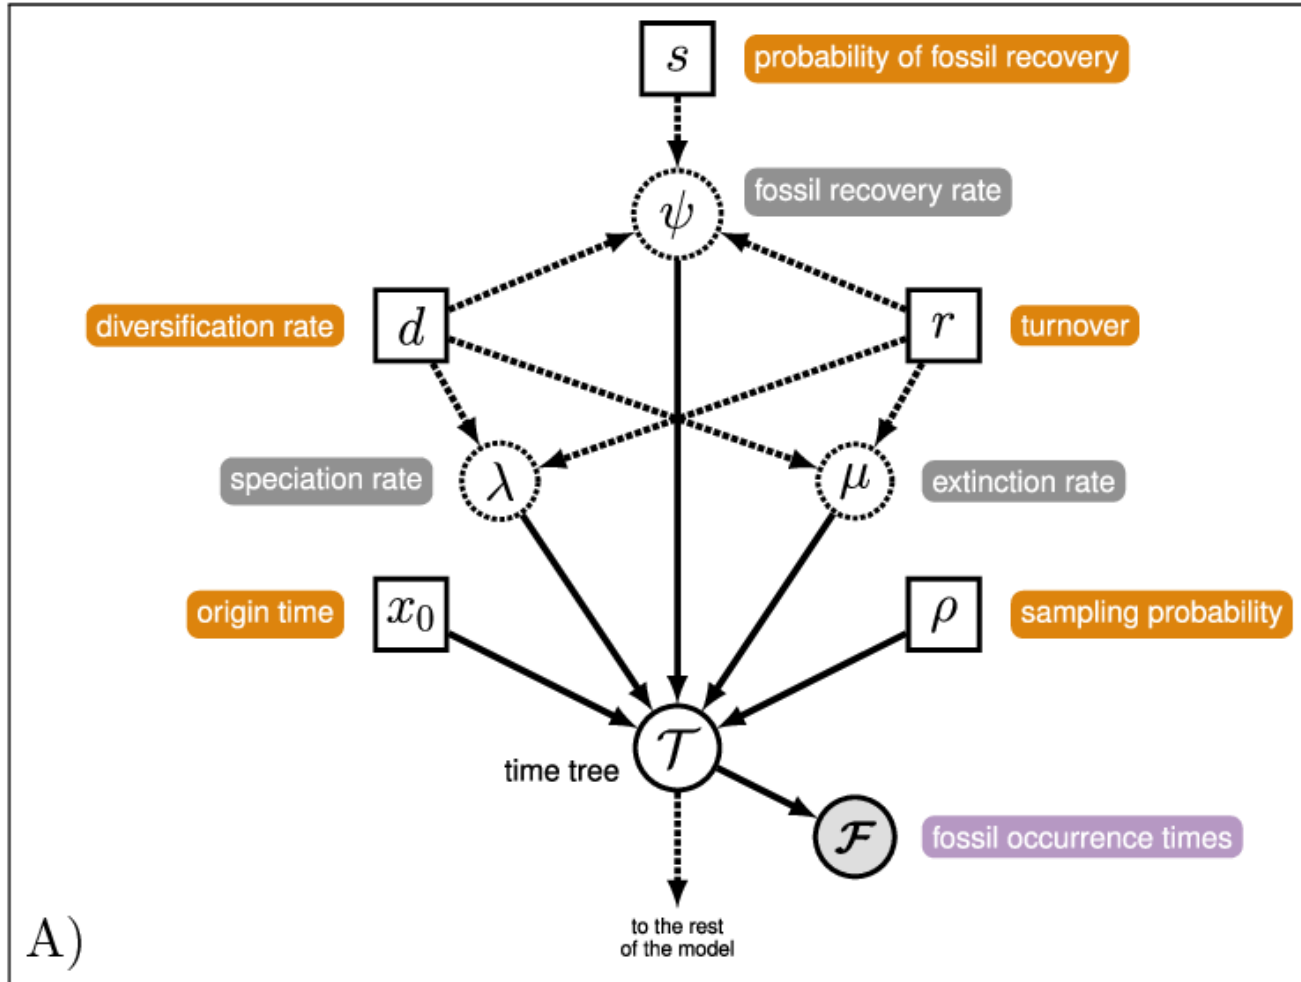 s
probability of fossil recovery
ψ
fossil recovery rate
diversification rate
d
r
turnover
speciation rate
λ
μ
extinction rate
origin time
x₀
ρ
sampling probability
time tree
𝒯
ℱ
fossil occurrence times
to the rest
of the model
A)